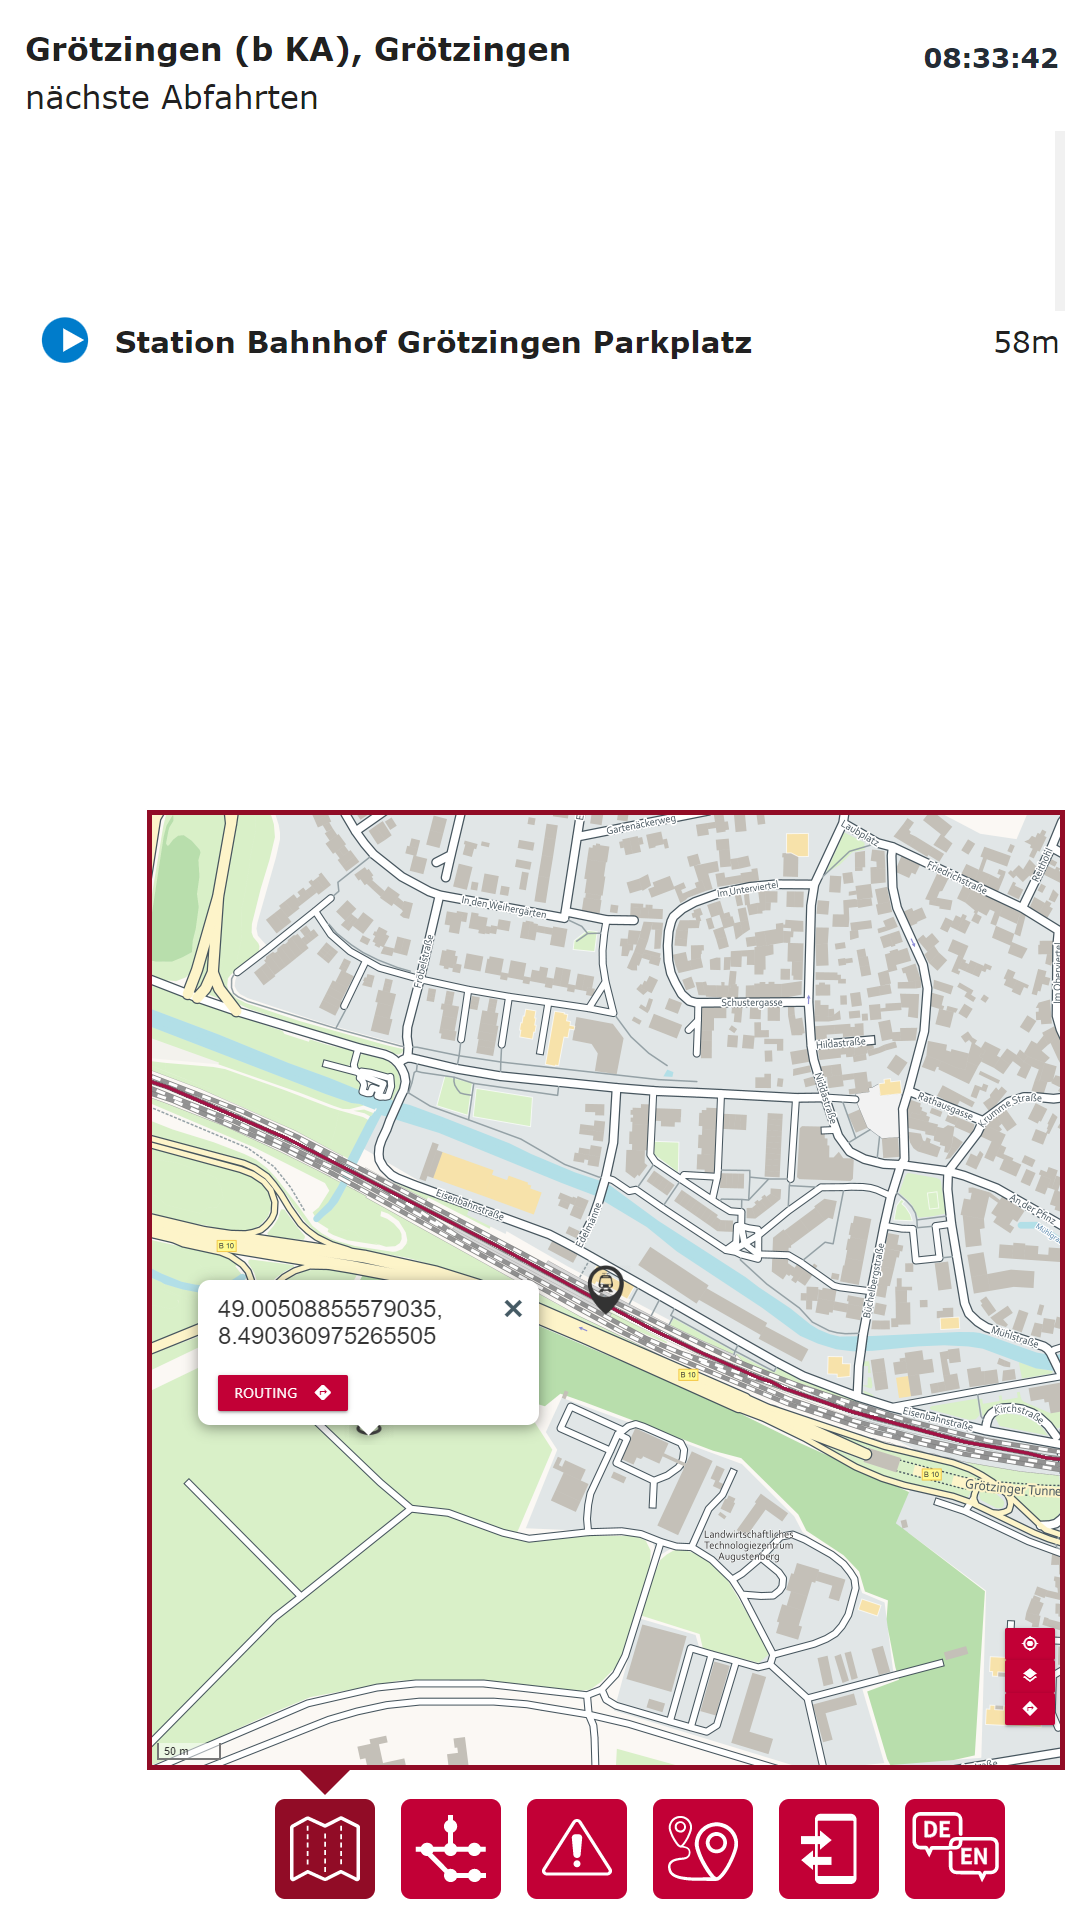 Grötzingen (b KA), Grötzingen
08:33:42
nächste Abfahrten
Station Bahnhof Grötzingen Parkplatz
58m
Gartenäckerweg
Laubplatz
Friedrichstraße
Im Unterviertel
In den Weihergärten
Fröbelstraße
Im Oberviertel
Schustergasse
Hildastraße
Niddastraße
Rathausgasse
Krumme Straße
Eisenbahnstraße
An der Pfinz
B 10
Büchelbergstraße
49.00508855579035,
8.490360975265505
ROUTING
Mühlstraße
B 10
Eisenbahnstraße
Kirchstraße
B 10
Grötzinger Tunne
Landwirtschaftliches
Technologiezentrum
Augustenberg
50 m
DE
EN